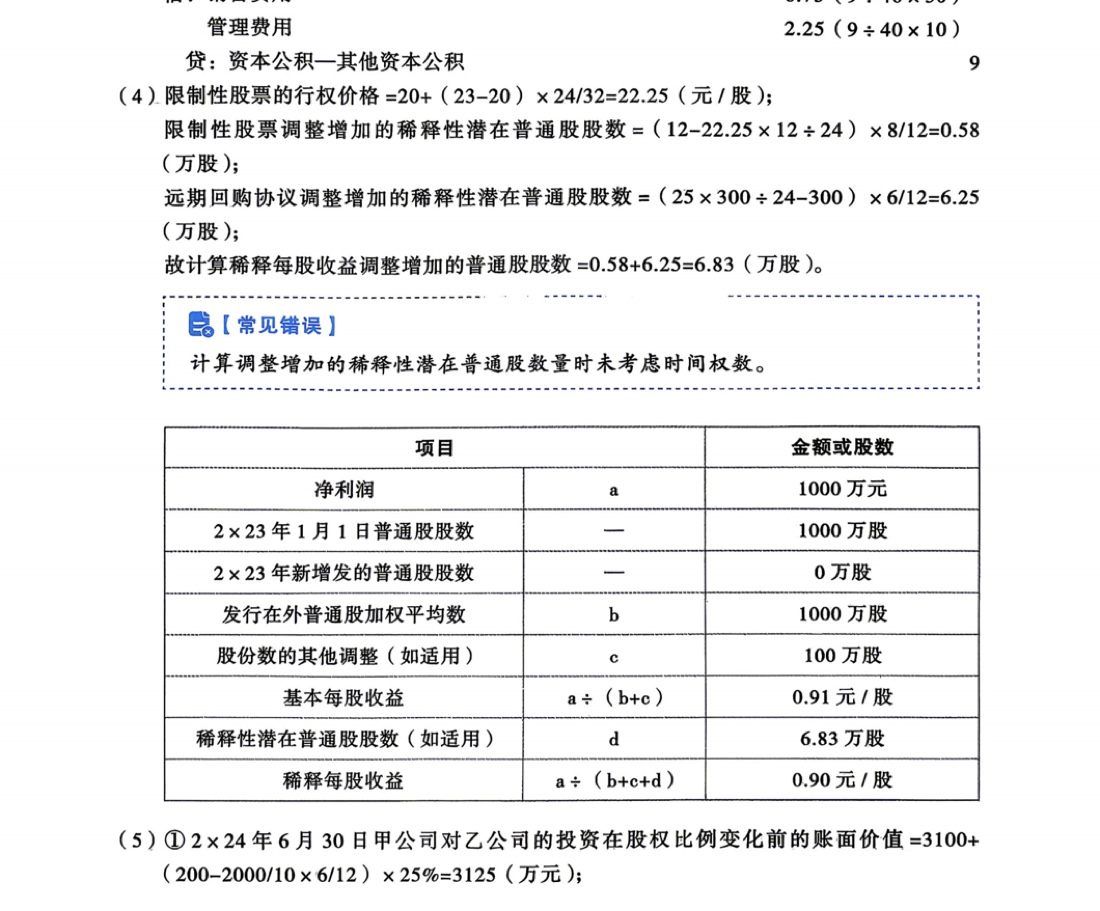 管理费用 2.25（9÷40×10）
贷：资本公积—其他资本公积 9
（4）限制性股票的行权价格=20+（23-20）×24/32=22.25（元/股）；
限制性股票调整增加的稀释性潜在普通股股数=（12-22.25×12÷24）×8/12=0.58
（万股）；
远期回购协议调整增加的稀释性潜在普通股股数=（25×300÷24-300）×6/12=6.25
（万股）；
故计算稀释每股收益调整增加的普通股股数=0.58+6.25=6.83（万股）。
【常见错误】
计算调整增加的稀释性潜在普通股数量时未考虑时间权数。
项目 金额或股数
净利润 a 1000万元
2×23年1月1日普通股股数 — 1000万股
2×23年新增发的普通股股数 — 0万股
发行在外普通股加权平均数 b 1000万股
股份数的其他调整（如适用） c 100万股
基本每股收益 a÷（b+c） 0.91元/股
稀释性潜在普通股股数（如适用） d 6.83万股
稀释每股收益 a÷（b+c+d） 0.90元/股
（5）①2×24年6月30日甲公司对乙公司的投资在股权比例变化前的账面价值=3100+
（200-2000/10×6/12）×25%=3125（万元）；